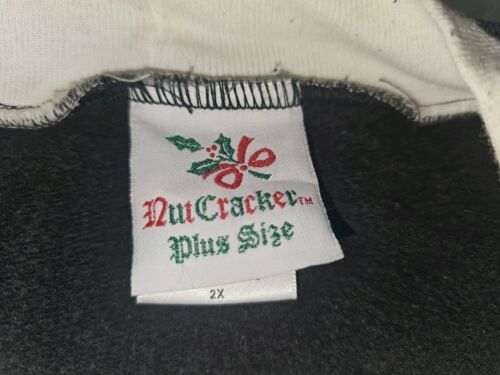 NutCracker™
Plus Size
2X